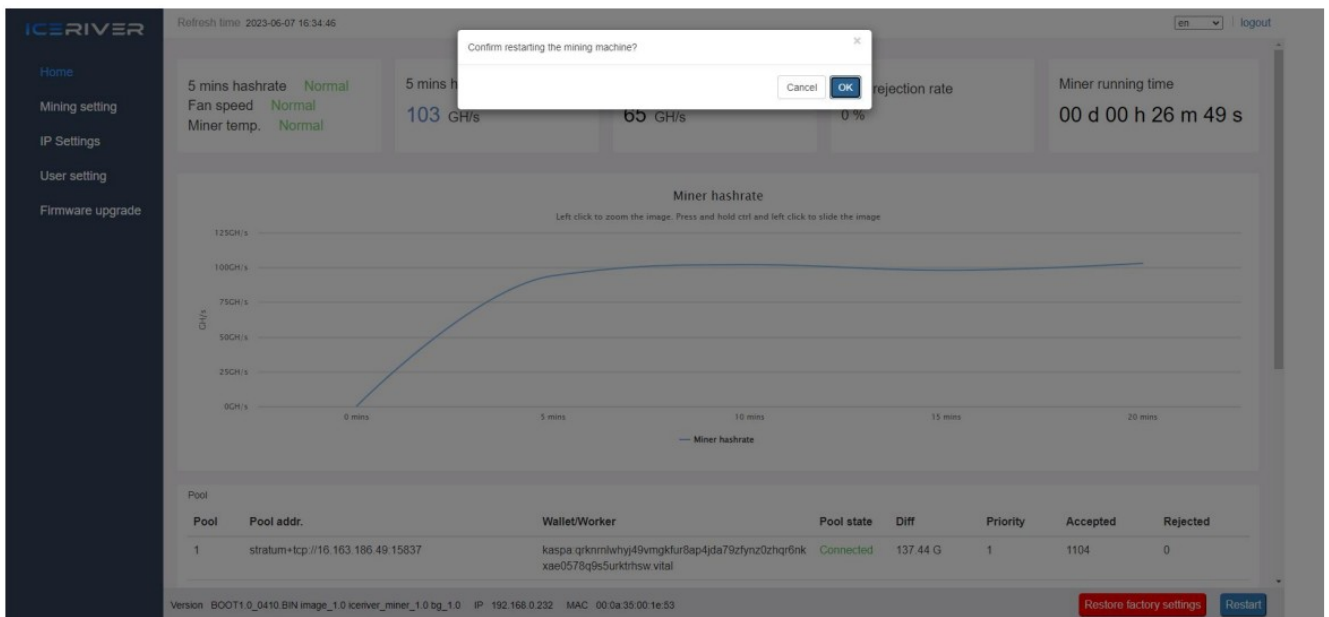 ICERIVER
Refresh time 2023-06-07 16:34:46
en
logout
Confirm restarting the mining machine?
×
Cancel
OK
Home
Mining setting
IP Settings
User setting
Firmware upgrade
5 mins hashrate Normal
Fan speed Normal
Miner temp. Normal
5 mins h
103 GH/s
65 GH/s
rejection rate
0 %
Miner running time
00 d 00 h 26 m 49 s
Miner hashrate
Left click to zoom the image. Press and hold ctrl and left click to slide the image
125GH/s
100GH/s
75GH/s
50GH/s
25GH/s
0GH/s
GH/s
0 mins 5 mins 10 mins 15 mins 20 mins
Miner hashrate
Pool
Pool Pool addr. Wallet/Worker Pool state Diff Priority Accepted Rejected
1 stratum+tcp://16.163.186.49:15837 kaspa:qrknrnlwhyj49vmgkfur8ap4jda79zfynz0zhqr6nk Connected 137.44 G 1 1104 0
xae0578q9s5urktrhsw.vital
Version BOOT1.0_0410.BIN image_1.0 iceriver_miner_1.0 bg_1.0 IP 192.168.0.232 MAC 00:0a:35:00:1e:53
Restore factory settings
Restart